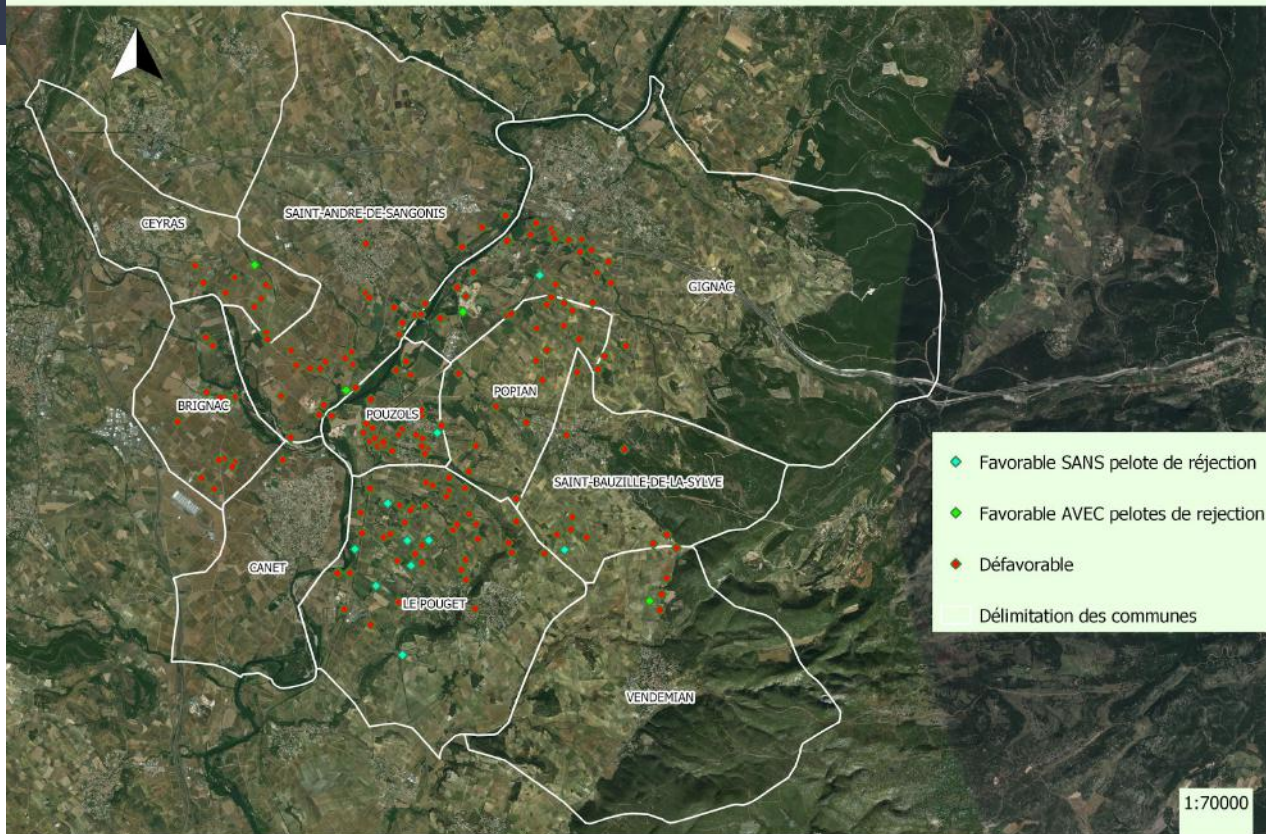 SAINT-ANDRE-DE-SANGONIS
CEYRAS
GIGNAC
POPIAN
BRIGNAC
POUZOLS
SAINT-BAUZILLE-DE-LA-SYLVE
CANET
LE POUGET
VENDEMIAN
Favorable SANS pelote de réjection
Favorable AVEC pelotes de rejection
Défavorable
Délimitation des communes
1:70000